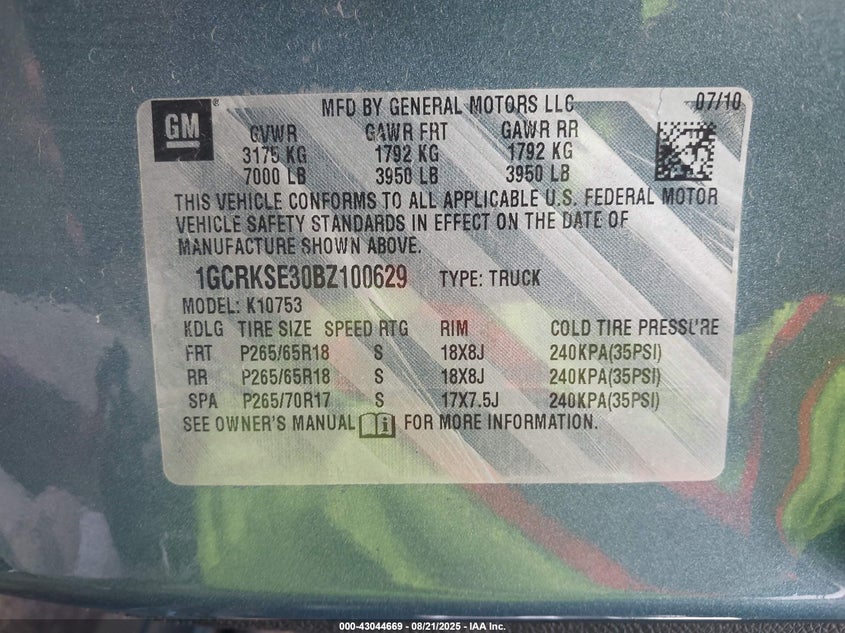 GM
MFD BY GENERAL MOTORS LLC 07/10
GVWR GAWR FRT GAWR RR
3175 KG 1792 KG 1792 KG
7000 LB 3950 LB 3950 LB
THIS VEHICLE CONFORMS TO ALL APPLICABLE U.S. FEDERAL MOTOR
VEHICLE SAFETY STANDARDS IN EFFECT ON THE DATE OF
MANUFACTURE SHOWN ABOVE.
1GCRKSE30BZ100629 TYPE: TRUCK
MODEL: K10753
KDLG TIRE SIZE SPEED RTG RIM COLD TIRE PRESSURE
FRT P265/65R18 S 18X8J 240KPA(35PSI)
RR P265/65R18 S 18X8J 240KPA(35PSI)
SPA P265/70R17 S 17X7.5J 240KPA(35PSI)
SEE OWNER'S MANUAL FOR MORE INFORMATION.
000-43044669 - 08/21/2025 - IAA Inc.